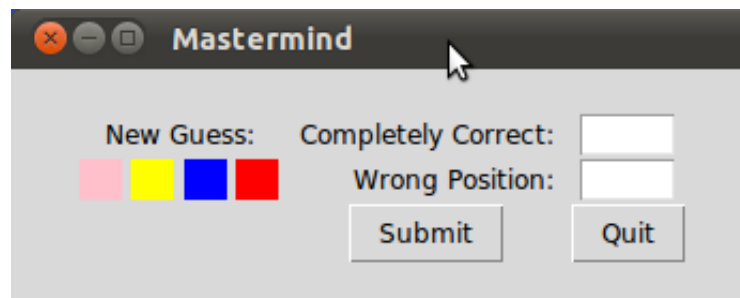 Mastermind
New Guess: Completely Correct:
Wrong Position:
Submit Quit